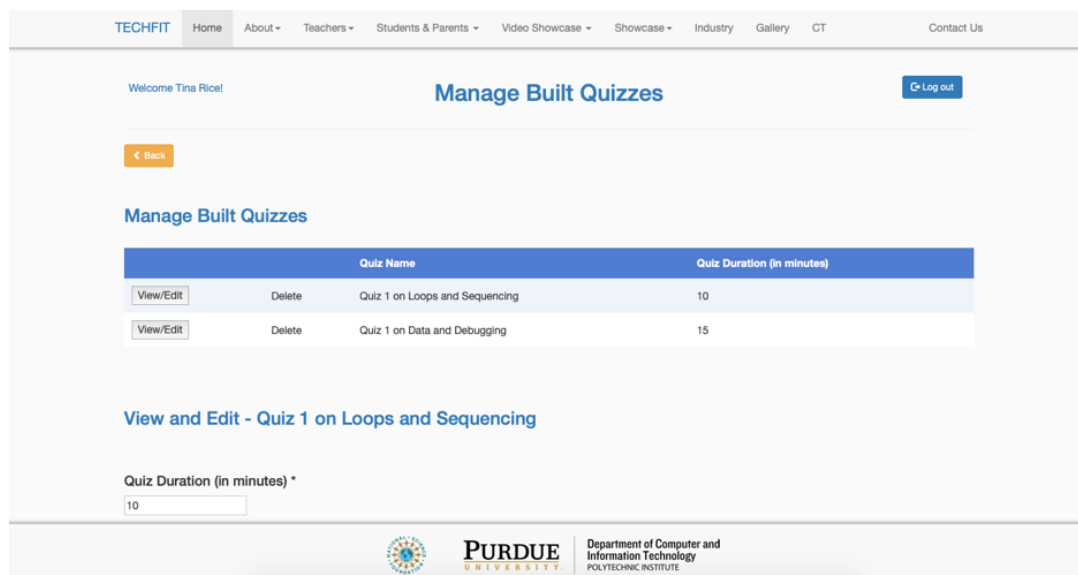 TECHFIT Home About Teachers Students & Parents Video Showcase Showcase Industry Gallery CT Contact Us
Welcome Tina Rice!
Manage Built Quizzes
Log out
Back
Manage Built Quizzes
Quiz Name Quiz Duration (in minutes)
View/Edit Delete Quiz 1 on Loops and Sequencing 10
View/Edit Delete Quiz 1 on Data and Debugging 15
View and Edit - Quiz 1 on Loops and Sequencing
Quiz Duration (in minutes) *
10
NATIONAL SCIENCE FOUNDATION
PURDUE
UNIVERSITY
Department of Computer and
Information Technology
POLYTECHNIC INSTITUTE